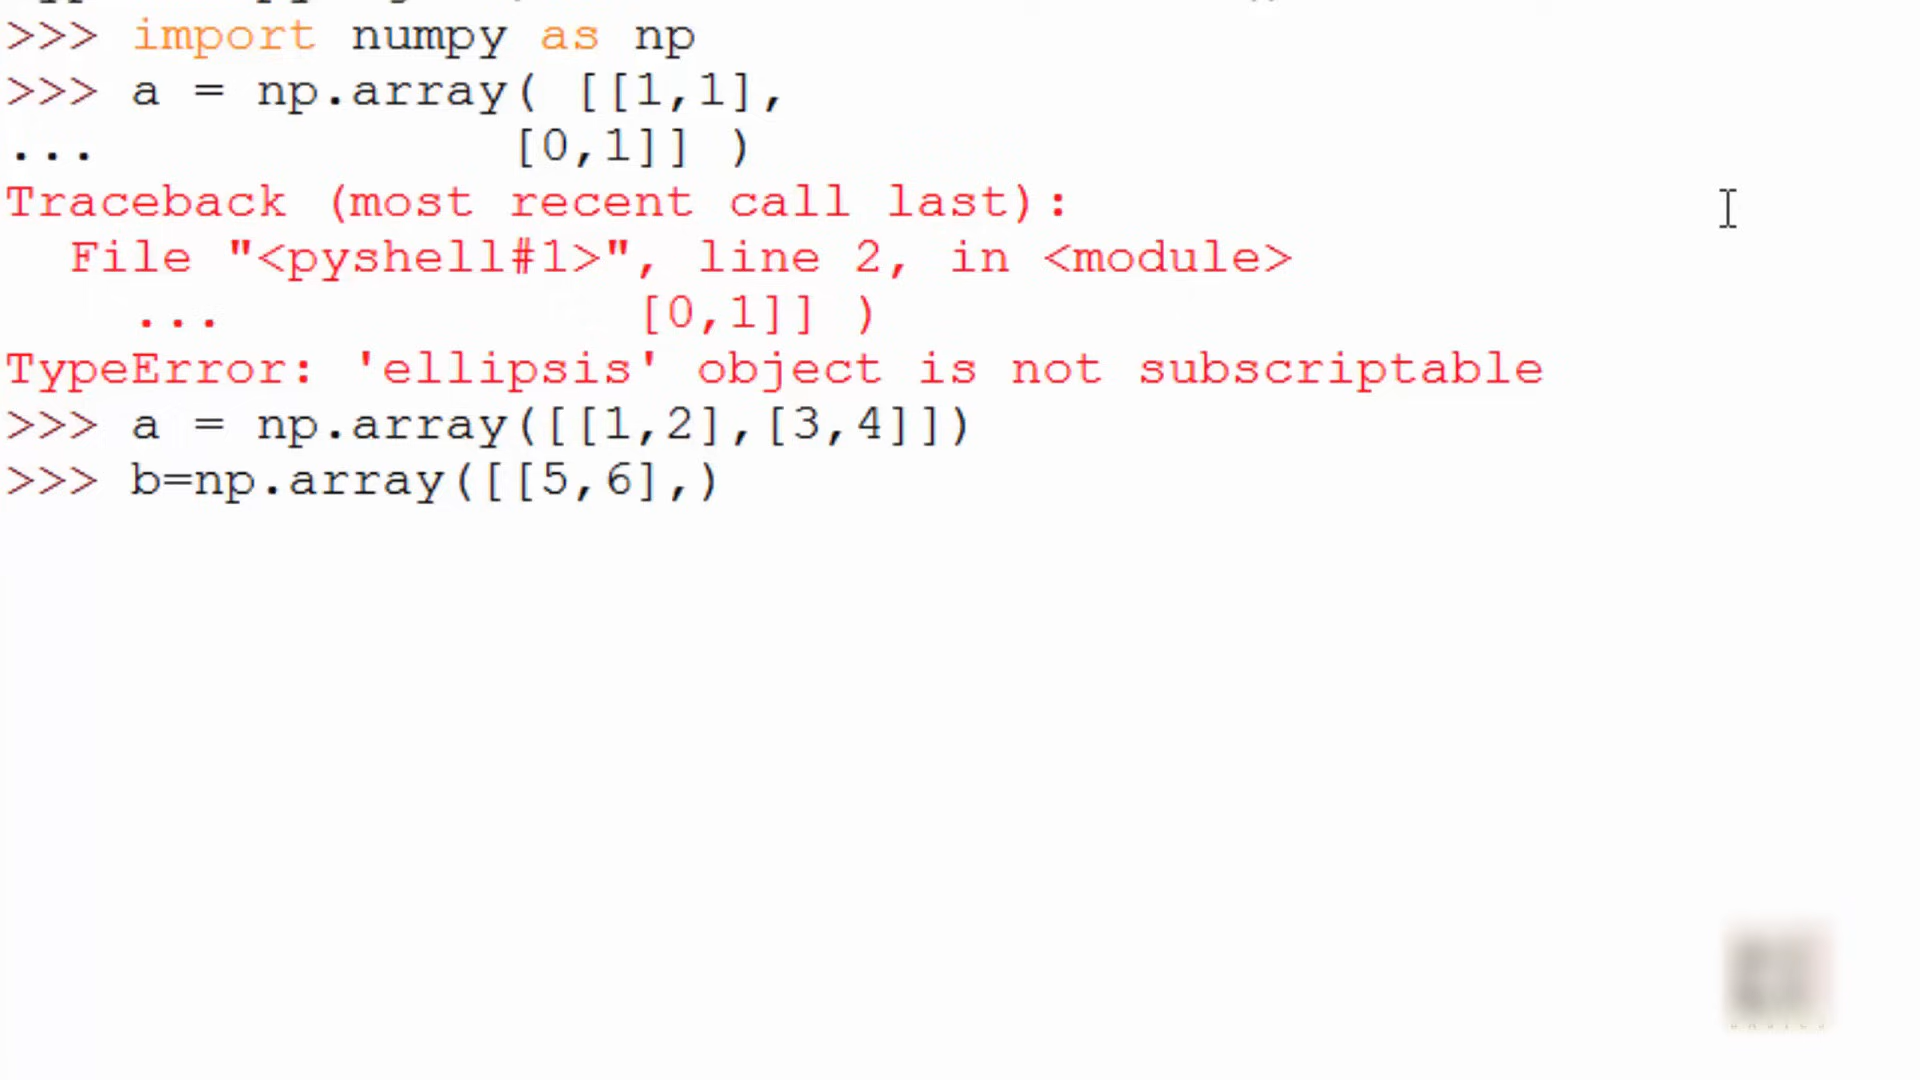 >>> import numpy as np
>>> a = np.array( [[1,1],
...             [0,1]] )
Traceback (most recent call last):
  File "<pyshell#1>", line 2, in <module>
    ...             [0,1]] )
TypeError: 'ellipsis' object is not subscriptable
>>> a = np.array([[1,2],[3,4]])
>>> b=np.array([[5,6],)